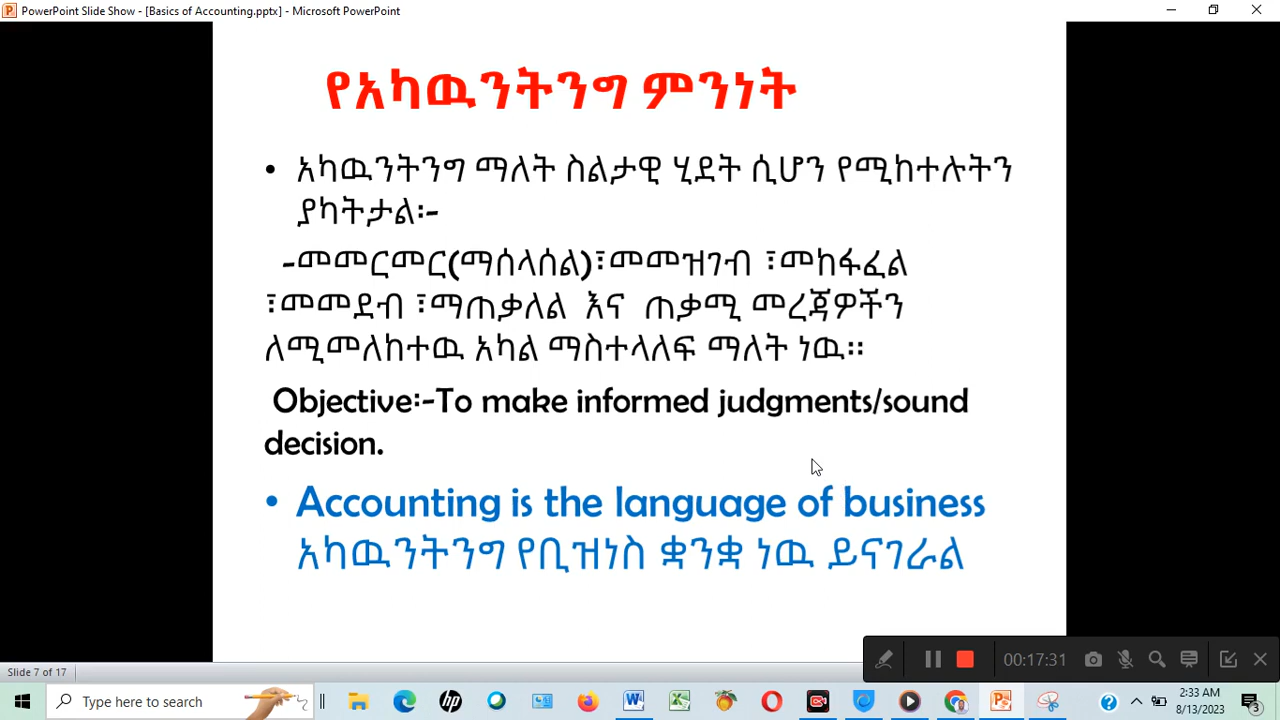 PowerPoint Slide Show - [Basics of Accounting.pptx] - Microsoft PowerPoint
የአካዉንትንግ ምንነት
• አካዉንትንግ ማለት ስልታዊ ሂደት ሲሆን የሚከተሉትን
ያካትታል፡-
-መመርመር(ማሰላሰል)፣መመዝገብ ፣መከፋፈል
፣መመደብ ፣ማጠቃለል እና ጠቃሚ መረጃዎችን
ለሚመለከተዉ አካል ማስተላለፍ ማለት ነዉ፡፡
Objective፡-To make informed judgments/sound
decision.
• Accounting is the language of business
አካዉንትንግ የቢዝነስ ቋንቋ ነዉ ይናገራል
00:17:31
Slide 7 of 17
Type here to search
2:33 AM
8/13/2023
3